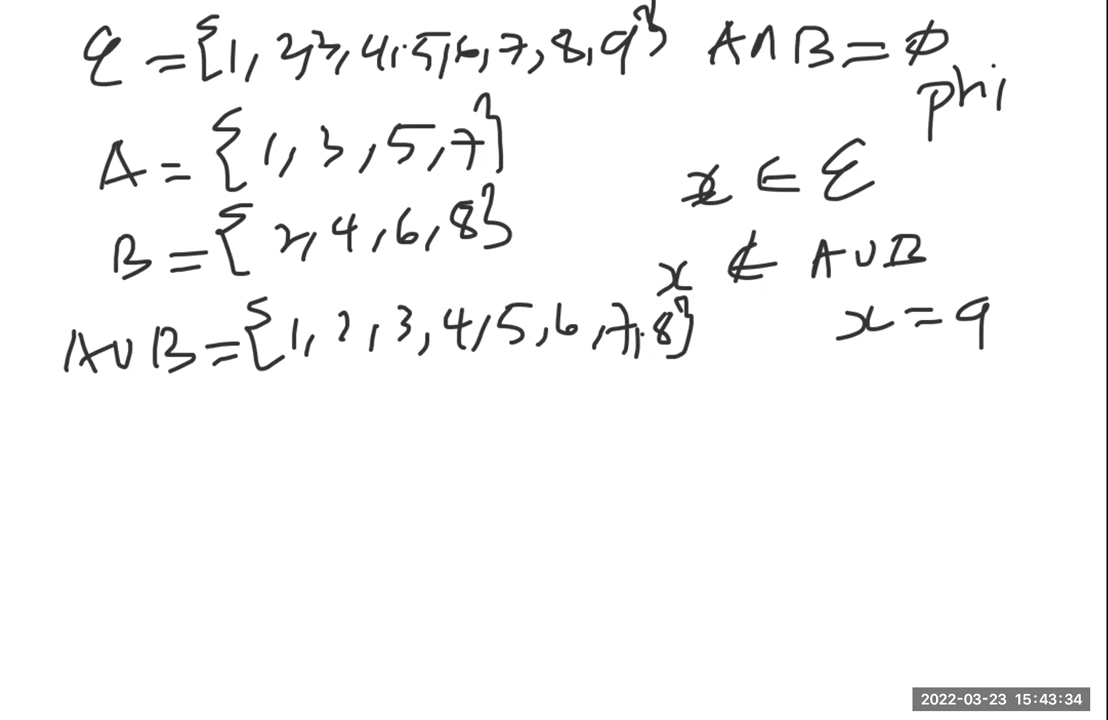 ℰ = {1, 2, 3, 4, 5, 6, 7, 8, 9} A ∩ B = ϕ
phi
A = {1, 3, 5, 7}
x ∈ ℰ
B = {2, 4, 6, 8}
x ∉ A ∪ B
A ∪ B = {1, 2, 3, 4, 5, 6, 7, 8}
x = 9
2022-03-23 15:43:34